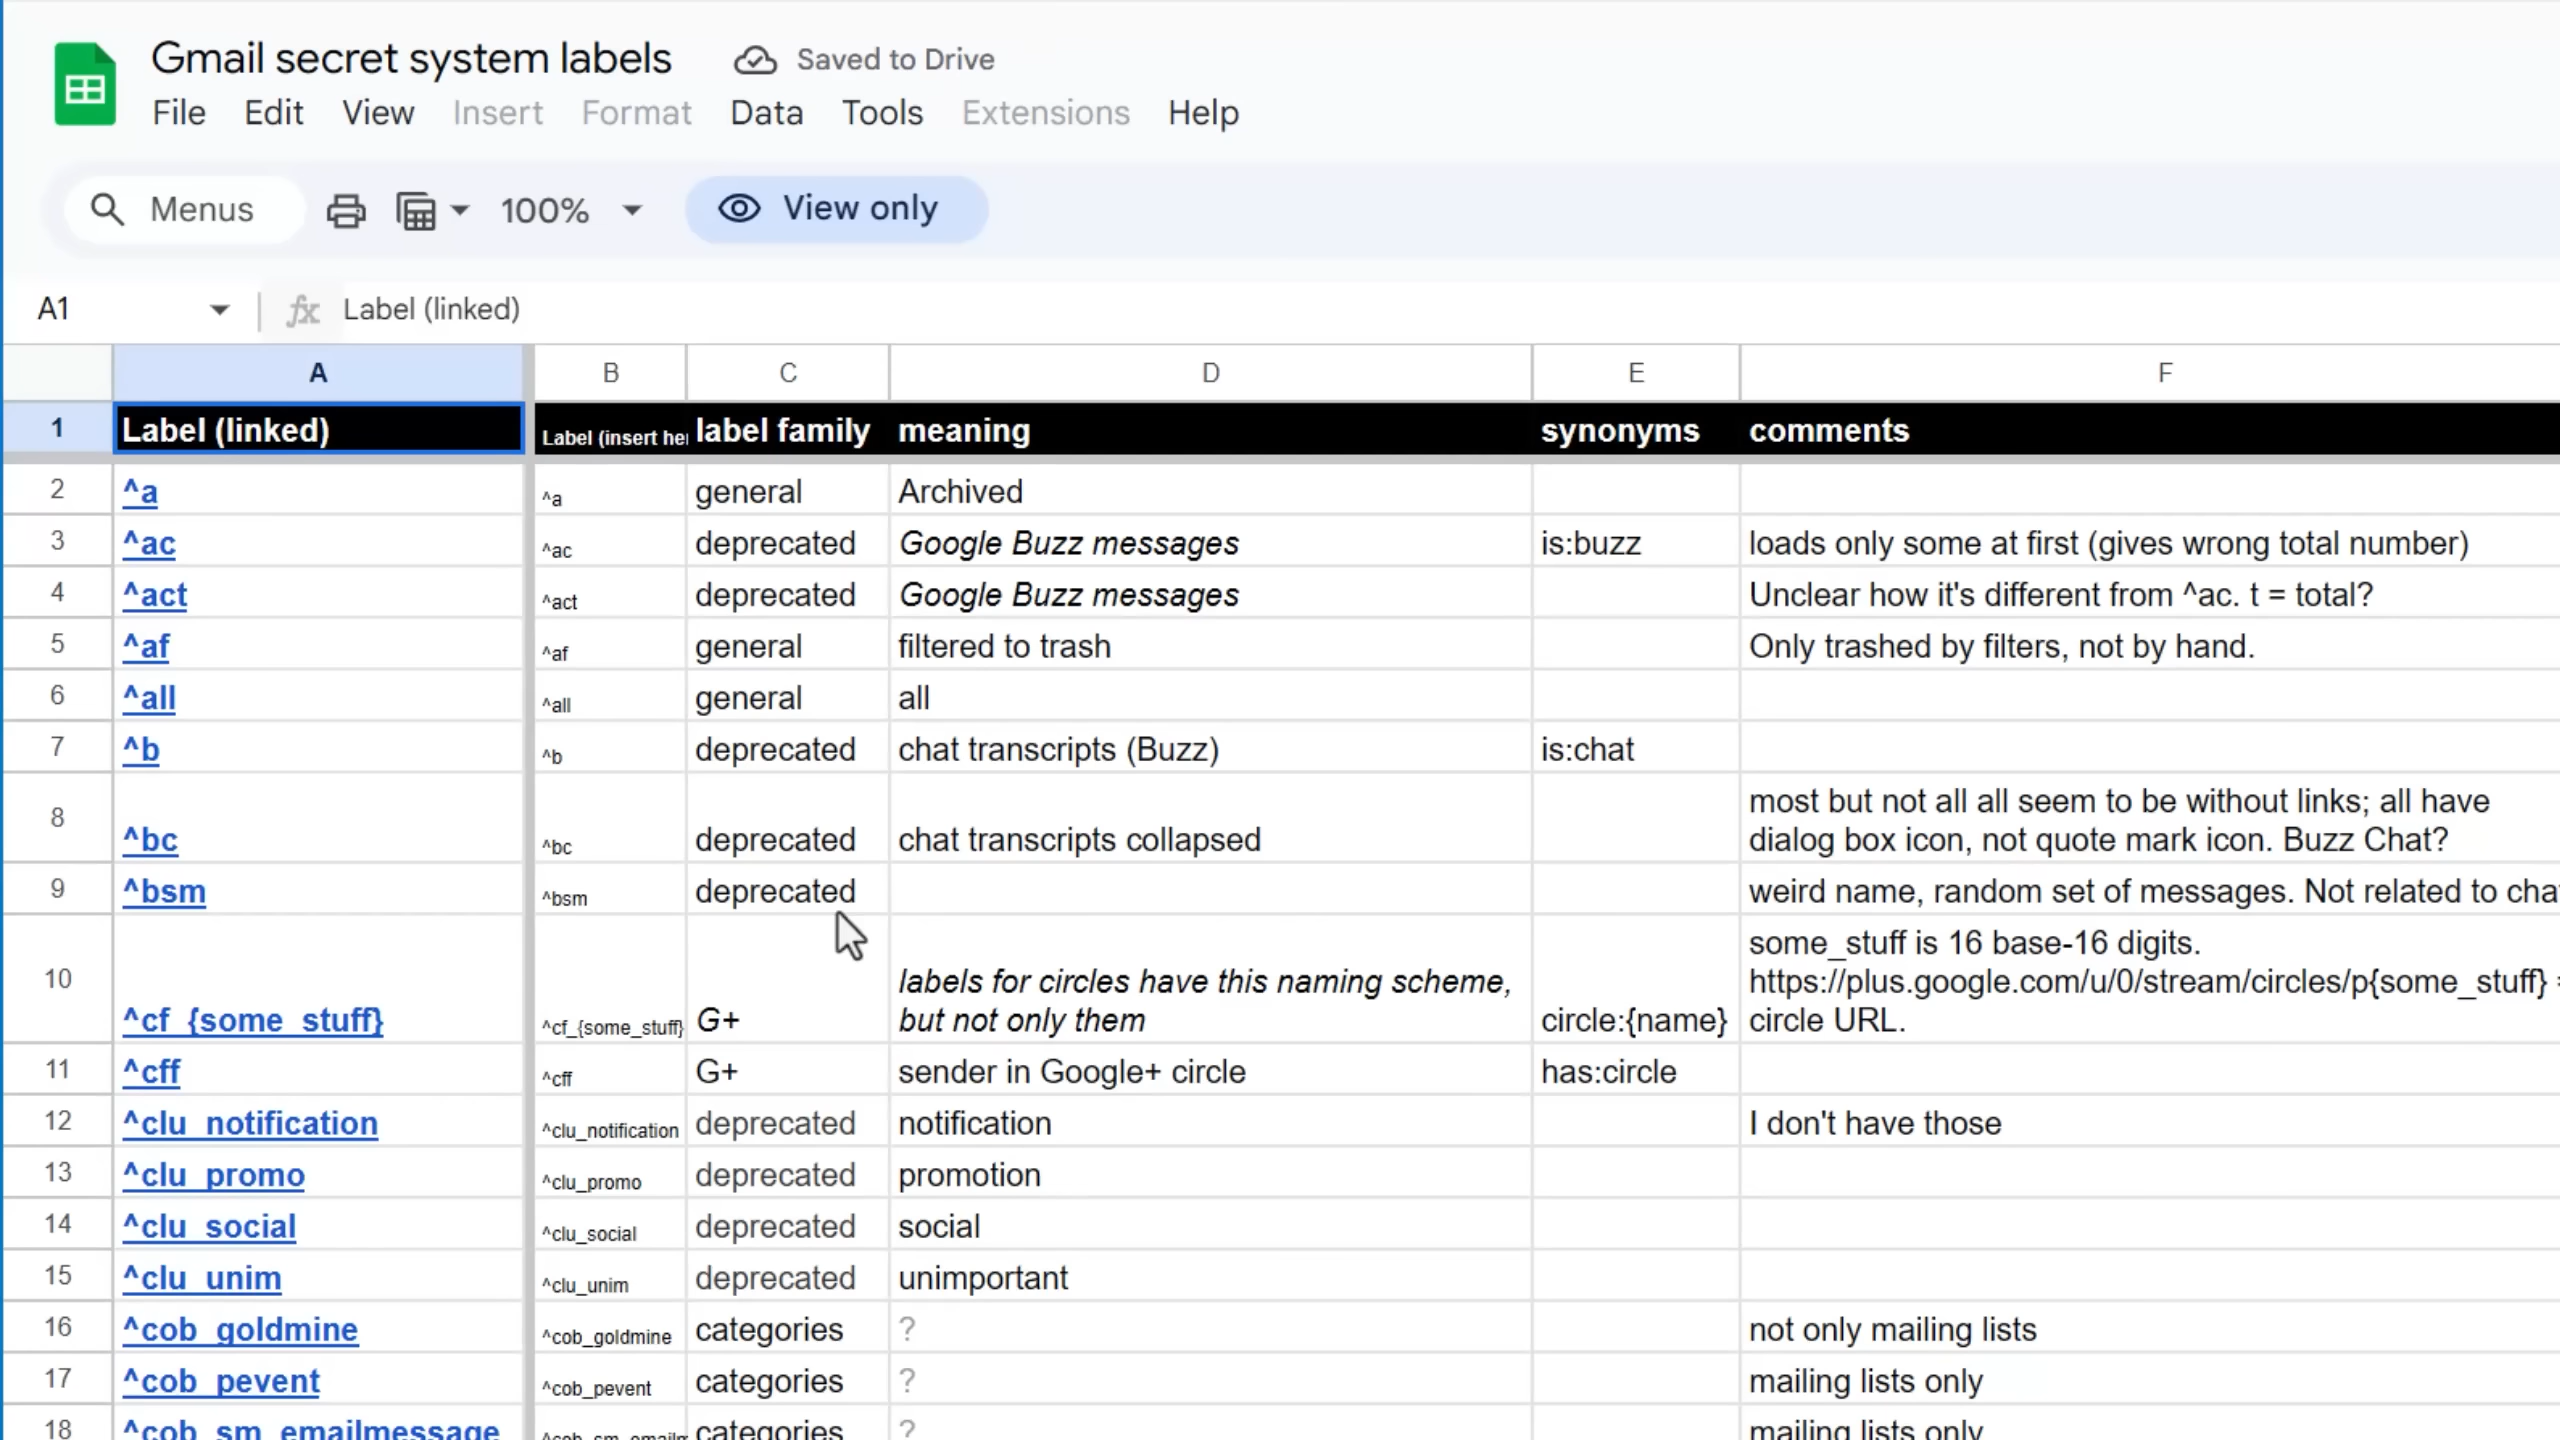 Gmail secret system labels Saved to Drive
File Edit View Insert Format Data Tools Extensions Help
Menus 100% View only
A1 fx Label (linked)
A B C D E F
1 Label (linked) Label (insert her label family meaning synonyms comments
2 ^a ^a general Archived
3 ^ac ^ac deprecated Google Buzz messages is:buzz loads only some at first (gives wrong total number)
4 ^act ^act deprecated Google Buzz messages Unclear how it's different from ^ac. t = total?
5 ^af ^af general filtered to trash Only trashed by filters, not by hand.
6 ^all ^all general all
7 ^b ^b deprecated chat transcripts (Buzz) is:chat
8 ^bc ^bc deprecated chat transcripts collapsed most but not all all seem to be without links; all have
dialog box icon, not quote mark icon. Buzz Chat?
9 ^bsm ^bsm deprecated weird name, random set of messages. Not related to cha
10 ^cf_{some_stuff} ^cf_{some_stuff} G+ labels for circles have this naming scheme,
but not only them circle:{name} some_stuff is 16 base-16 digits.
https://plus.google.com/u/0/stream/circles/p{some_stuff} =
circle URL.
11 ^cff ^cff G+ sender in Google+ circle has:circle
12 ^clu_notification ^clu_notification deprecated notification I don't have those
13 ^clu_promo ^clu_promo deprecated promotion
14 ^clu_social ^clu_social deprecated social
15 ^clu_unim ^clu_unim deprecated unimportant
16 ^cob_goldmine ^cob_goldmine categories ? not only mailing lists
17 ^cob_pevent ^cob_pevent categories ? mailing lists only
18 ^cob_sm_emailmessage ^cob_sm_emailm categories ? mailing lists only